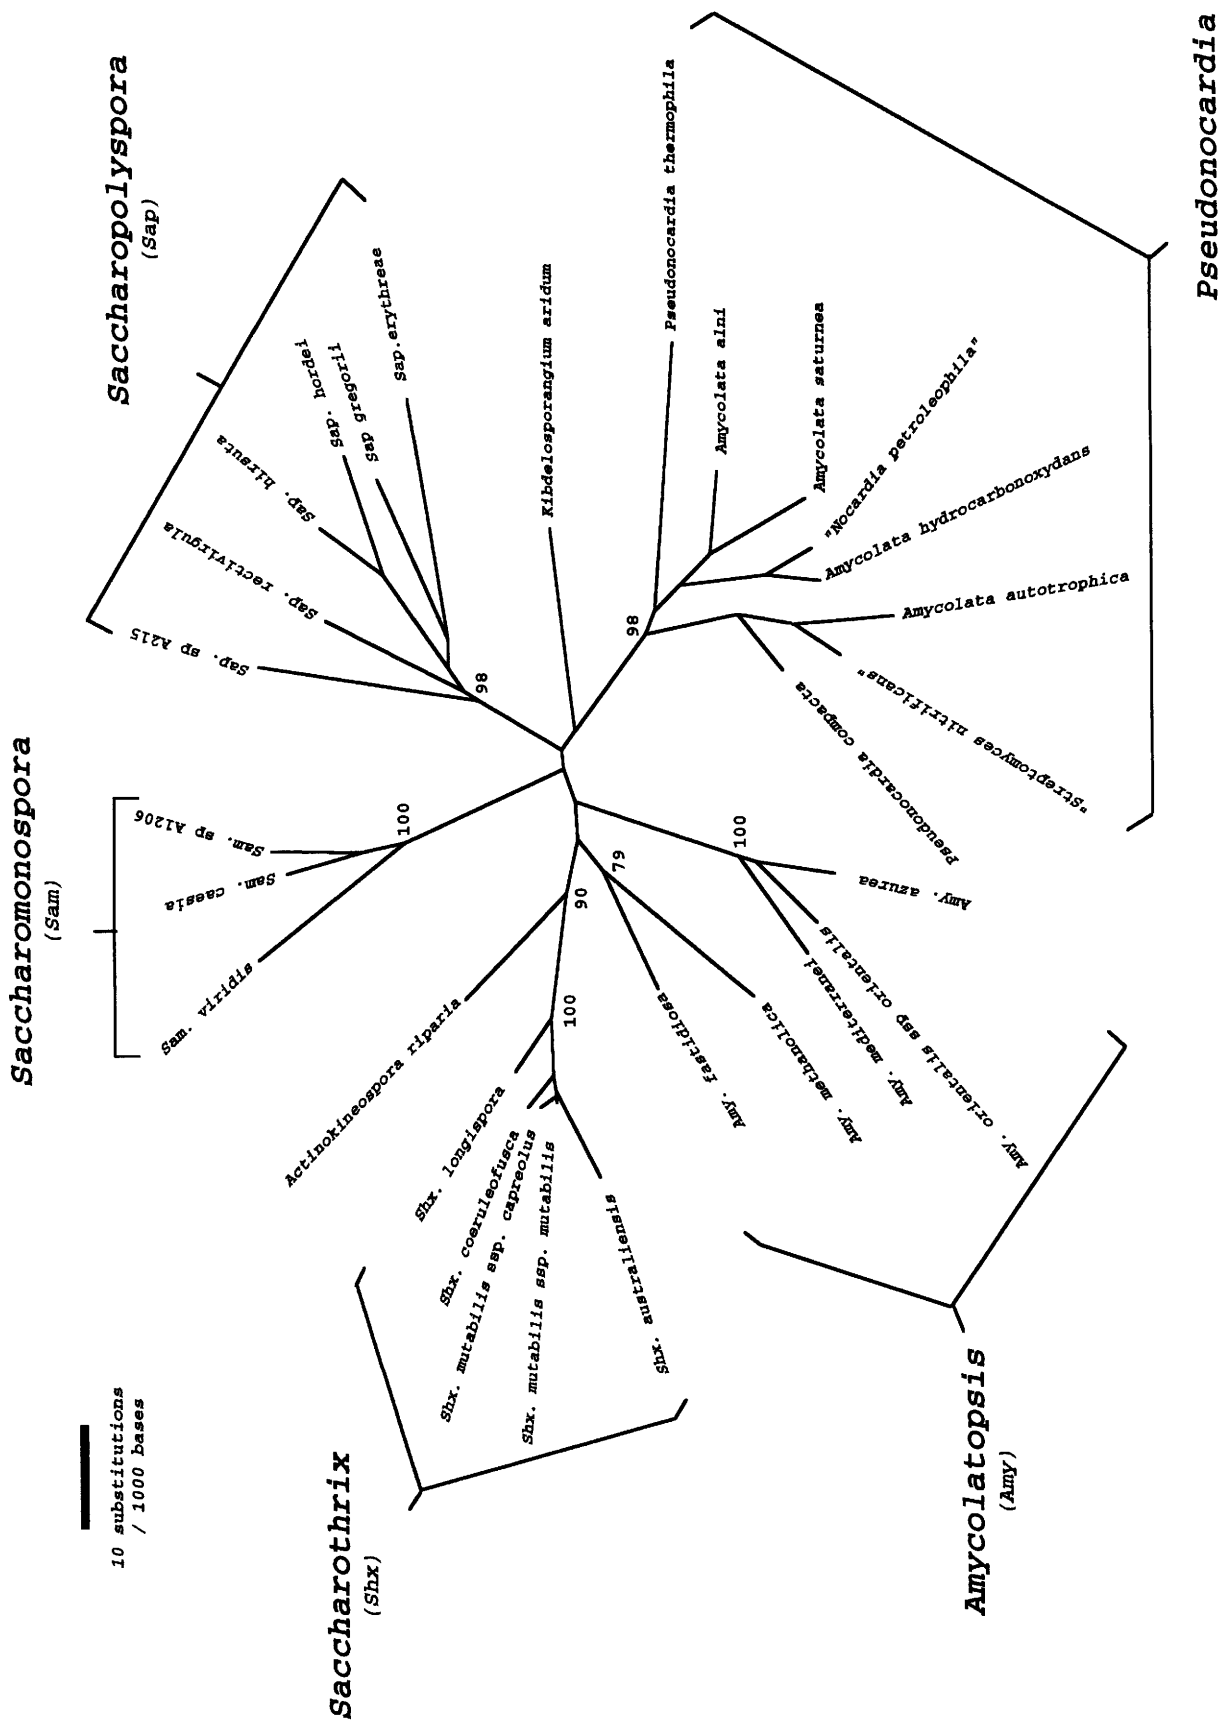 Saccharopolyspora
(Sap)
Sap. sp A215
Sap. rectivirgula
Sap. hirsuta
Sap. hordei
Sap gregorii
Sap.erythreae
98
Kibdelosporangium aridum
Pseudonocardia
Pseudonocardia thermophila
Amycolata alni
Amycolata saturnea
"Nocardia petroleophila"
Amycolata hydrocarbonoxydans
Amycolata autotrophica
"Streptomyces nitrificans"
Pseudonocardia compacta
98
Saccharomonospora
(Sam)
Sam. sp A1206
Sam. caesia
Sam. viridis
100
Amycolatopsis
(Amy)
Amy. azurea
Amy. orientalis ssp orientalis
Amy. mediterranei
Amy. methanolica
Amy. fastidiosa
100
79
90
Actinokineospora riparia
100
Saccharothrix
(Shx)
Shx. longispora
Shx. coeruleofusca
Shx. mutabilis ssp. capreolus
Shx. mutabilis ssp. mutabilis
Shx. australiensis
10 substitutions
/ 1000 bases